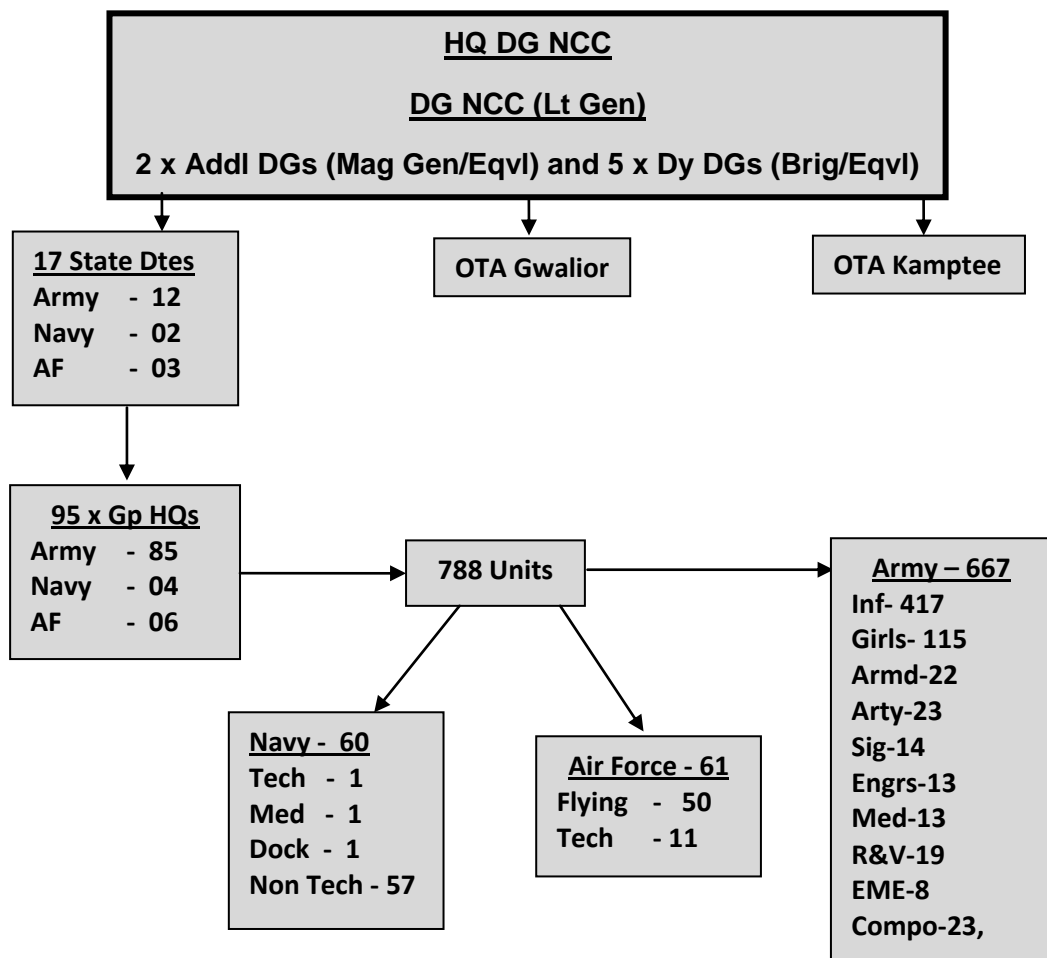 HQ DG NCC
DG NCC (Lt Gen)
2 x Addl DGs (Mag Gen/Eqvl) and 5 x Dy DGs (Brig/Eqvl)
17 State Dtes
Army - 12
Navy - 02
AF - 03
OTA Gwalior
OTA Kamptee
95 x Gp HQs
Army - 85
Navy - 04
AF - 06
788 Units
Army – 667
Inf- 417
Girls- 115
Armd-22
Arty-23
Sig-14
Engrs-13
Med-13
R&V-19
EME-8
Compo-23,
Navy - 60
Tech - 1
Med - 1
Dock - 1
Non Tech - 57
Air Force - 61
Flying - 50
Tech - 11